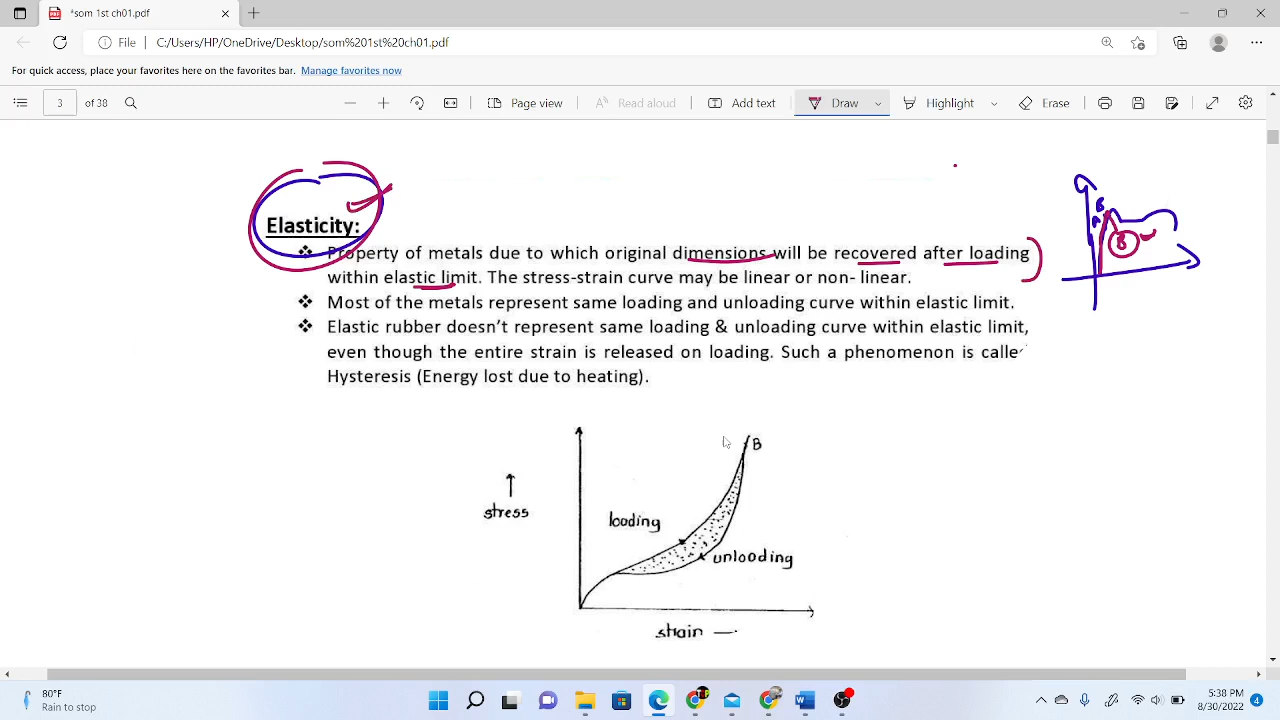 *som 1st ch01.pdf
File
C:/Users/HP/OneDrive/Desktop/som%201st%20ch01.pdf
For quick access, place your favorites here on the favorites bar. Manage favorites now
3 of 38
Page view
Read aloud
Add text
Draw
Highlight
Erase
Elasticity:
Property of metals due to which original dimensions will be recovered after loading
within elastic limit. The stress-strain curve may be linear or non- linear.
Most of the metals represent same loading and unloading curve within elastic limit.
Elastic rubber doesn't represent same loading & unloading curve within elastic limit,
even though the entire strain is released on loading. Such a phenomenon is calle
Hysteresis (Energy lost due to heating).
B
stress
loading
unloading
strain
80°F
Rain to stop
5:38 PM
8/30/2022
4